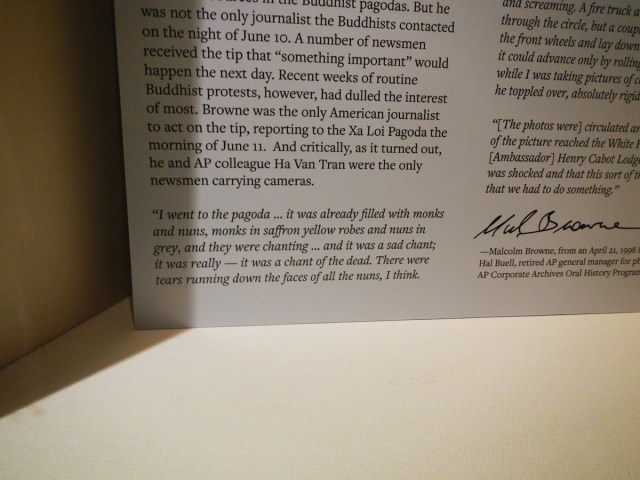 in the Buddhist pagodas. But he
was not the only journalist the Buddhists contacted
on the night of June 10. A number of newsmen
received the tip that “something important” would
happen the next day. Recent weeks of routine
Buddhist protests, however, had dulled the interest
of most. Browne was the only American journalist
to act on the tip, reporting to the Xa Loi Pagoda the
morning of June 11.  And critically, as it turned out,
he and AP colleague Ha Van Tran were the only
newsmen carrying cameras.
“I went to the pagoda ... it was already filled with monks
and nuns, monks in saffron yellow robes and nuns in
grey, and they were chanting ... and it was a sad chant;
it was really — it was a chant of the dead. There were
tears running down the faces of all the nuns, I think.
and screaming. A fire truck
through the circle, but a
the front wheels and lay down
it could advance only by rolling
while I was taking pictures of
he toppled over, absolutely
“[The photos were] circulated
of the picture reached the White
[Ambassador] Henry Cabot
was shocked and that this sort of
that we had to do something.”
Mal Browne
—Malcolm Browne, from an April 21, 1998
Hal Buell, retired AP general manager for
AP Corporate Archives Oral History